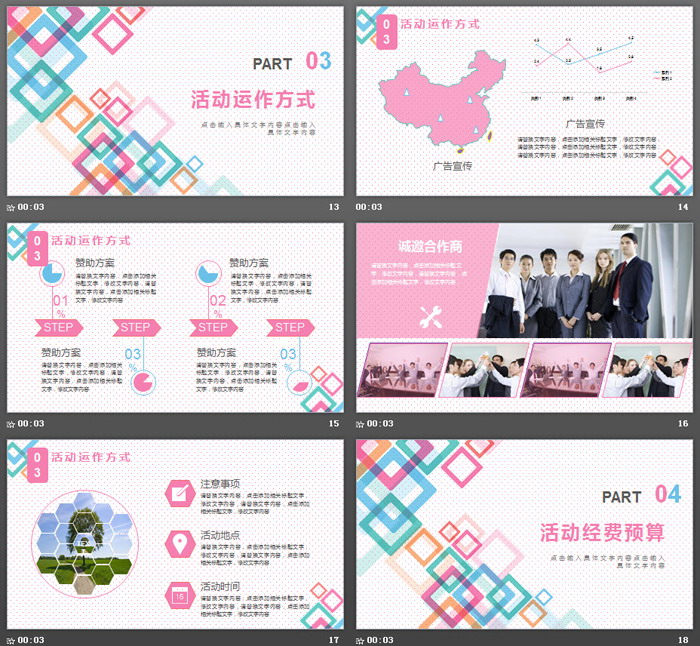 PART 03
活动运作方式
点击输入具体文字内容点击输入
具体文字内容
00:03
13
03
活动运作方式
广告宣传
广告宣传
请替换文字内容,点击添加相关标题文字,修改文字内容,
00:03
14
03
活动运作方式
赞助方案
请替换文字内容,点击添加相关
标题文字,修改文字内容,请替
换文字内容,点击添加相关标题
文字,修改文字内容
赞助方案
请替换文字内容,点击添加相关
标题文字,修改文字内容,请替
换文字内容,点击添加相关标题
文字,修改文字内容
01
%
02
%
STEP
STEP
STEP
STEP
赞助方案
请替换文字内容,点击添加相关
标题文字,修改文字内容,请替
换文字内容,点击添加相关标题
文字,修改文字内容
03
%
赞助方案
请替换文字内容,点击添加相关
标题文字,修改文字内容,请替
换文字内容,点击添加相关标题
文字,修改文字内容
03
%
00:03
15
诚邀合作商
请替换文字内容,点击添加相关标题文
字,修改文字内容,请替换文字内容,点
击添加相关标题文字,修改文字内容
00:03
16
03
活动运作方式
注意事项
请替换文字内容,点击添加相关标题文字,
修改文字内容,请替换文字内容,点击添加
相关标题文字,修改文字内容
活动地点
请替换文字内容,点击添加相关标题文字,
修改文字内容,请替换文字内容,点击添加
相关标题文字,修改文字内容
活动时间
15
请替换文字内容,点击添加相关标题文字,
修改文字内容,请替换文字内容,点击添加
相关标题文字,修改文字内容
00:03
17
PART 04
活动经费预算
点击输入具体文字内容点击输入
具体文字内容
00:03
18